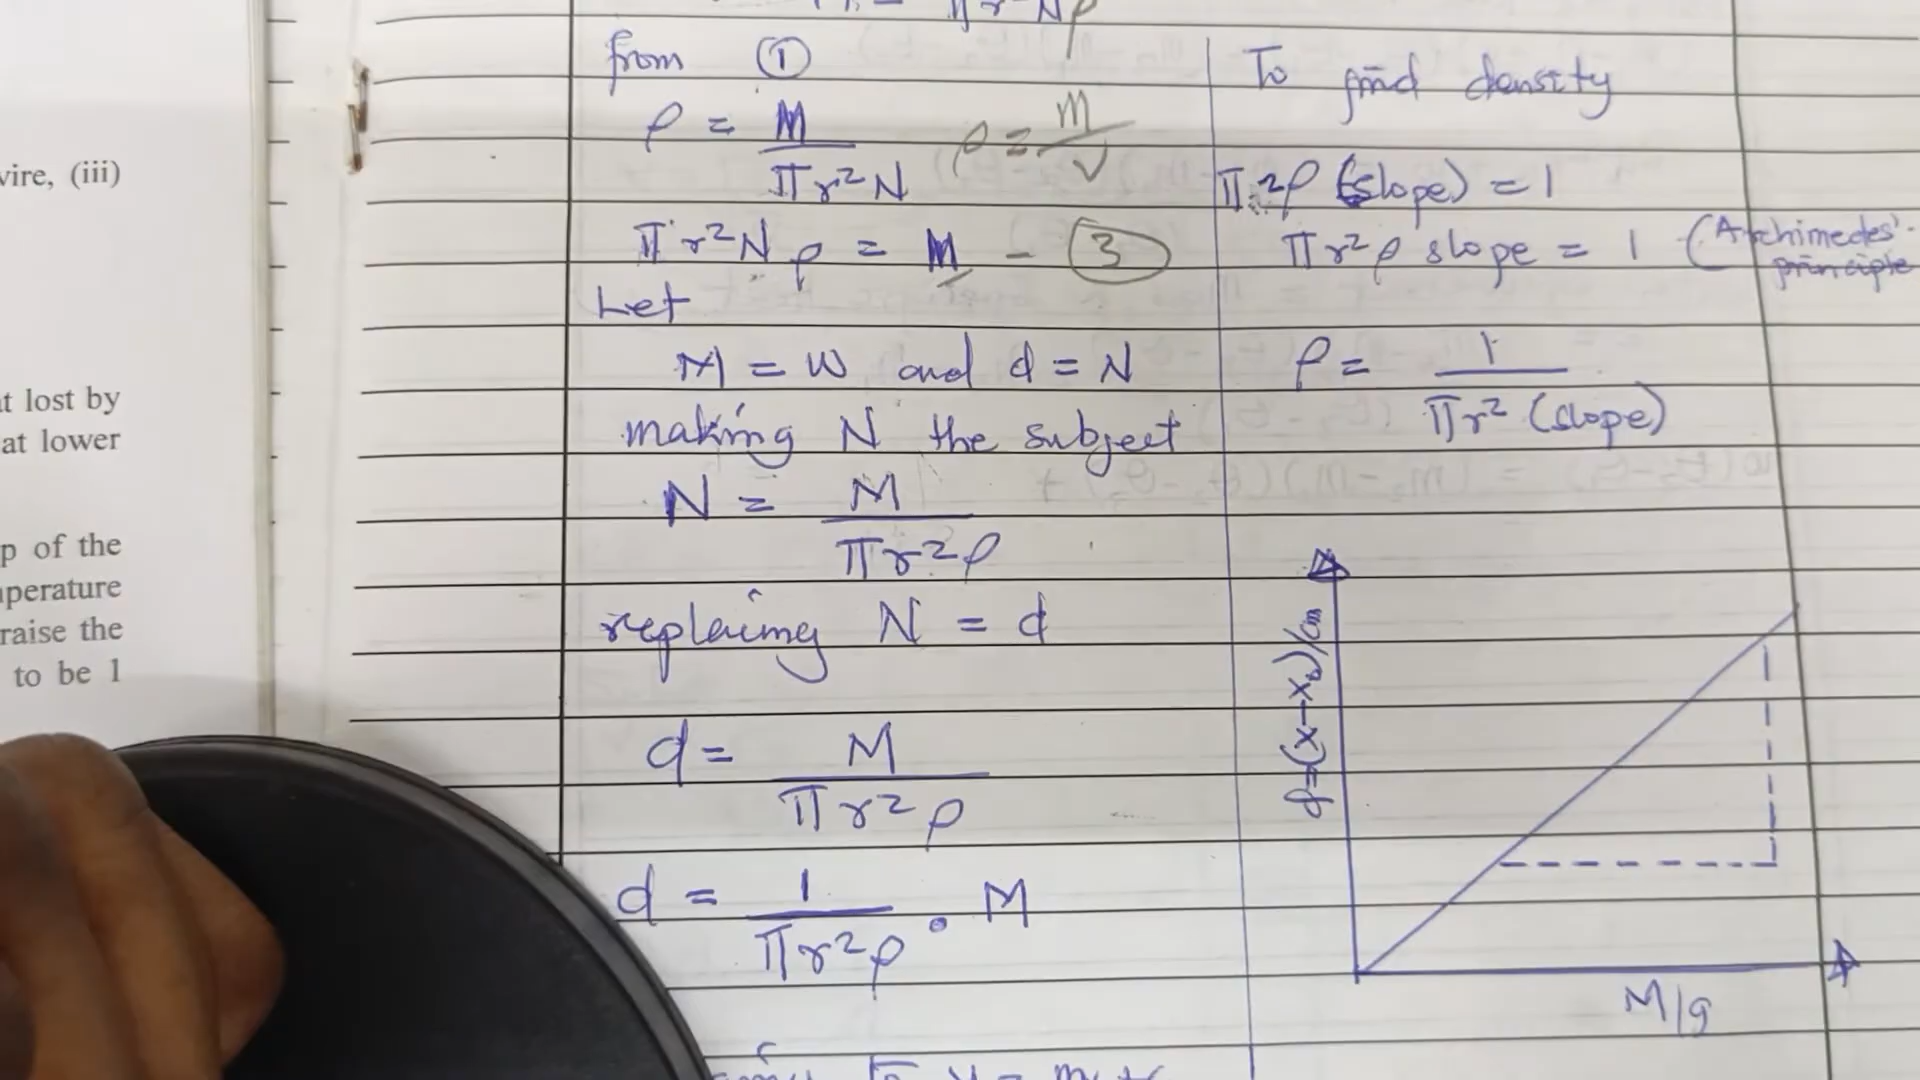 vire, (iii)
t lost by
at lower
p of the
perature
raise the
to be 1
πr²Nρ
from ①
ρ = M / πr²N ρ = m / V
πr²Nρ = M - ③
Let
M = W and d = N
making N the subject
N = M / πr²ρ
replacing N = d
d = M / πr²ρ
d = 1 / πr²ρ . M
To find density
πr²ρ (slope) = 1
πr²ρ slope = 1 (Archimedes' principle
ρ = 1 / πr² (slope)
d=(x-x₀)/cm
M/g